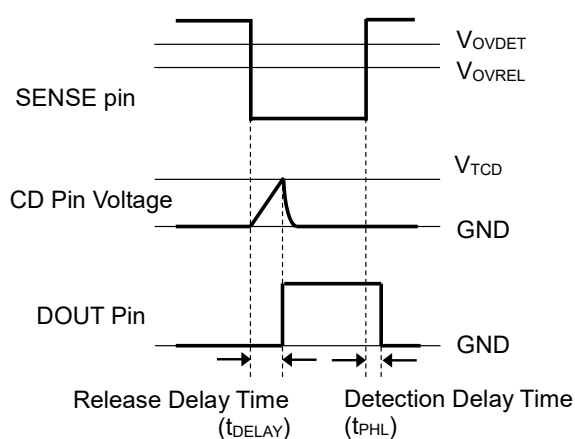 VOVDET
VOVREL
SENSE pin
VTCD
CD Pin Voltage
GND
DOUT Pin
GND
Release Delay Time
(tDELAY)
Detection Delay Time
(tPHL)